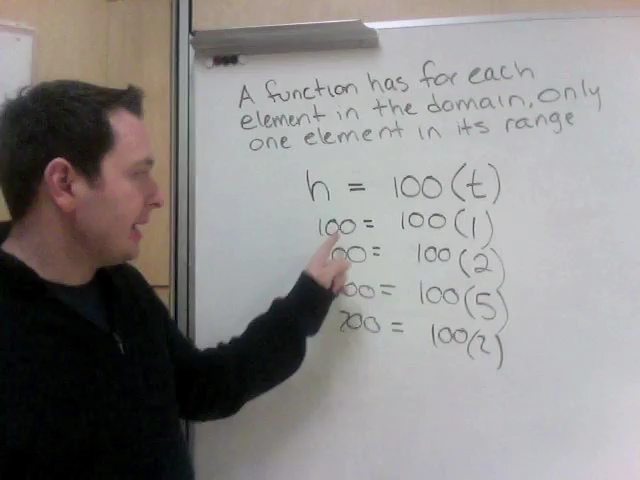 A function has for each
element in the domain, only
one element in its range
h = 100(t)
100 = 100(1)
00 = 100(2)
00 = 100(5)
200 = 100(2)